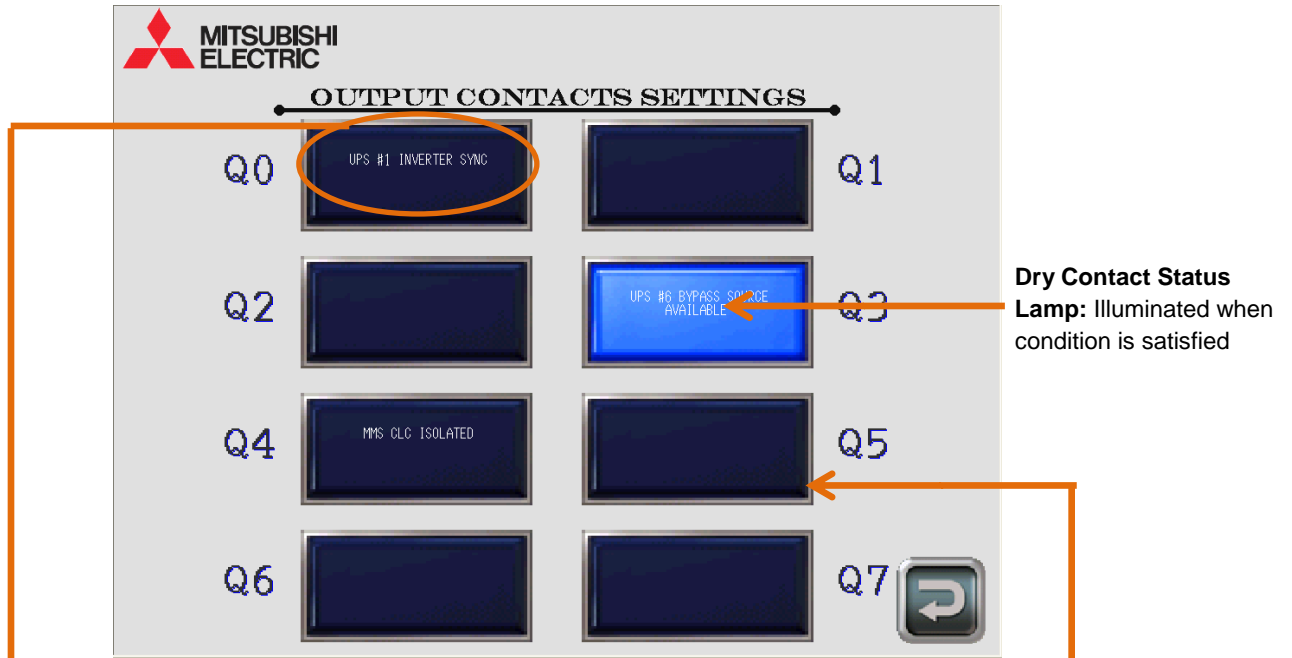 MITSUBISHI
ELECTRIC
OUTPUT CONTACTS SETTINGS
Q0
UPS #1 INVERTER SYNC
Q1
Q2
UPS #6 BYPASS SOURCE
AVAILABLE
Q3
Dry Contact Status
Lamp: Illuminated when
condition is satisfied
Q4
MMS CLC ISOLATED
Q5
Q6
Q7